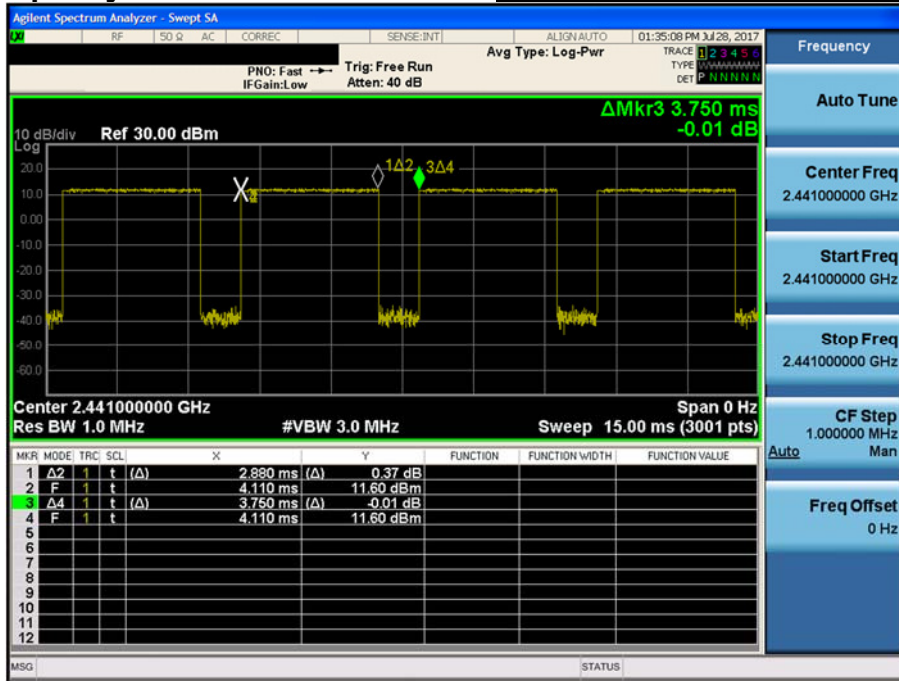 Agilent Spectrum Analyzer - Swept SA
LXI RF 50 Ω AC CORREC SENSE:INT ALIGN AUTO 01:35:08 PM Jul 28, 2017
Avg Type: Log-Pwr
TRACE 1 2 3 4 5 6
TYPE WWWWWW
DET P N N N N N
PNO: Fast
IFGain:Low
Trig: Free Run
Atten: 40 dB
ΔMkr3 3.750 ms
-0.01 dB
10 dB/div Ref 30.00 dBm
Log
1Δ2 3Δ4
20.0
10.0
0.00
-10.0
-20.0
-30.0
-40.0
-50.0
-60.0
Center 2.441000000 GHz Span 0 Hz
Res BW 1.0 MHz #VBW 3.0 MHz Sweep 15.00 ms (3001 pts)
MKR MODE TRC SCL X Y FUNCTION FUNCTION WIDTH FUNCTION VALUE
1 Δ2 1 t (Δ) 2.880 ms (Δ) 0.37 dB
2 F 1 t 4.110 ms 11.60 dBm
3 Δ4 1 t (Δ) 3.750 ms (Δ) -0.01 dB
4 F 1 t 4.110 ms 11.60 dBm
5
6
7
8
9
10
11
12
MSG STATUS
Frequency
Auto Tune
Center Freq
2.441000000 GHz
Start Freq
2.441000000 GHz
Stop Freq
2.441000000 GHz
CF Step
1.000000 MHz
Auto Man
Freq Offset
0 Hz